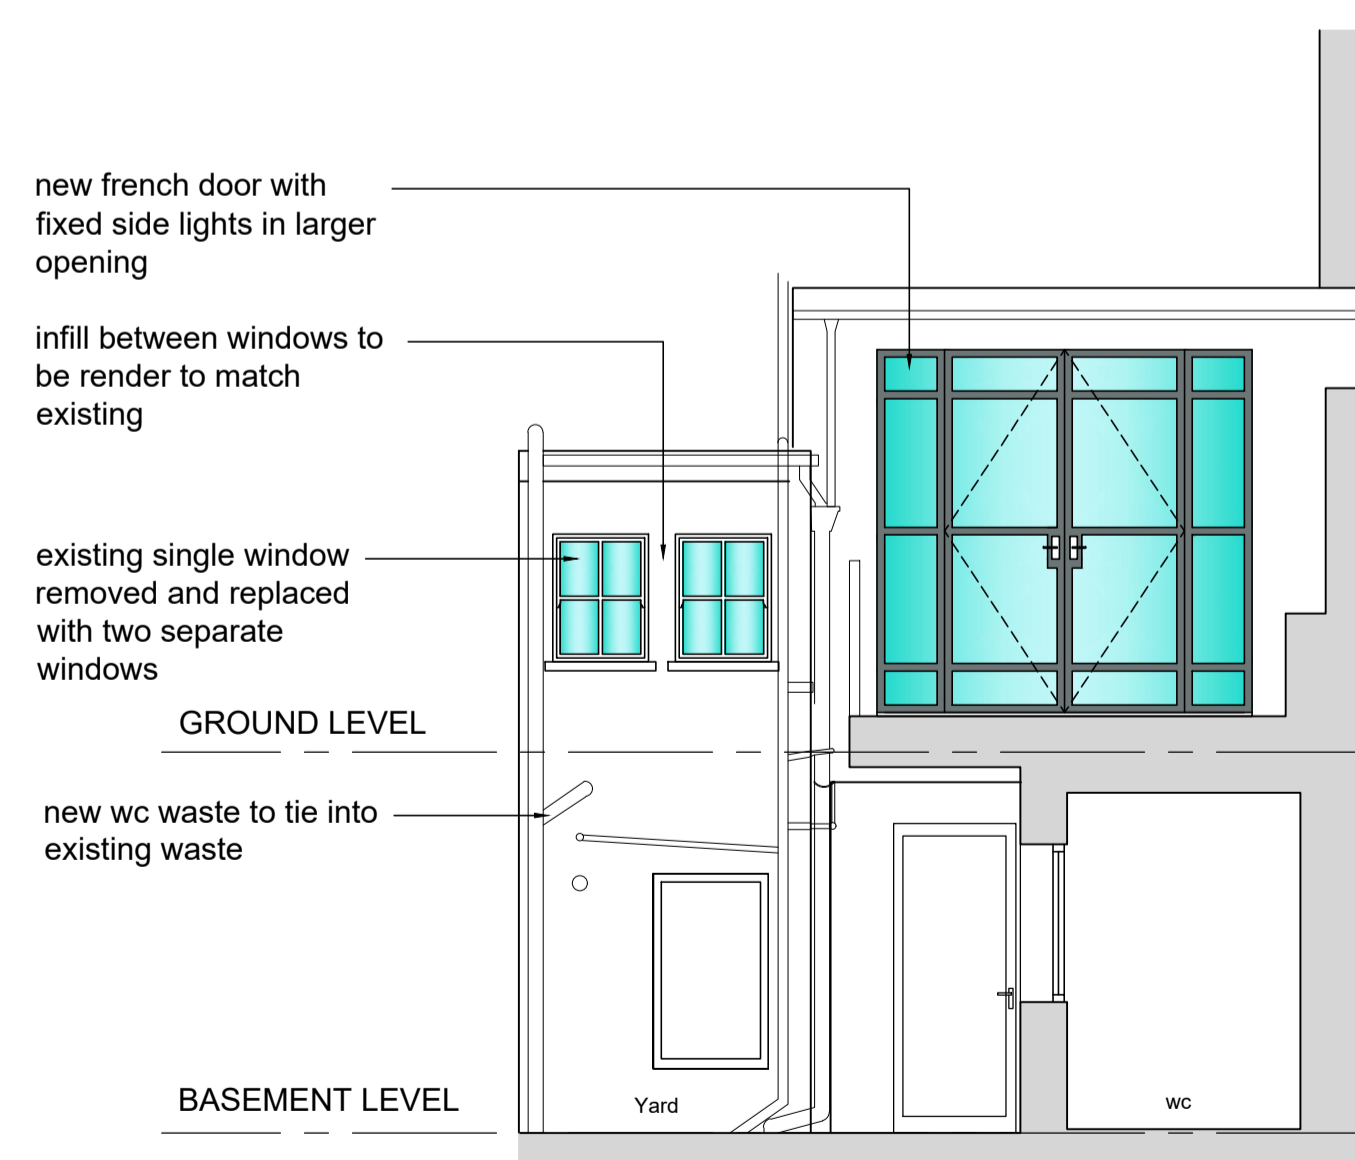 new french door with
fixed side lights in larger
opening
infill between windows to
be render to match
existing
existing single window
removed and replaced
with two separate
windows
GROUND LEVEL
new wc waste to tie into
existing waste
BASEMENT LEVEL
Yard
wc